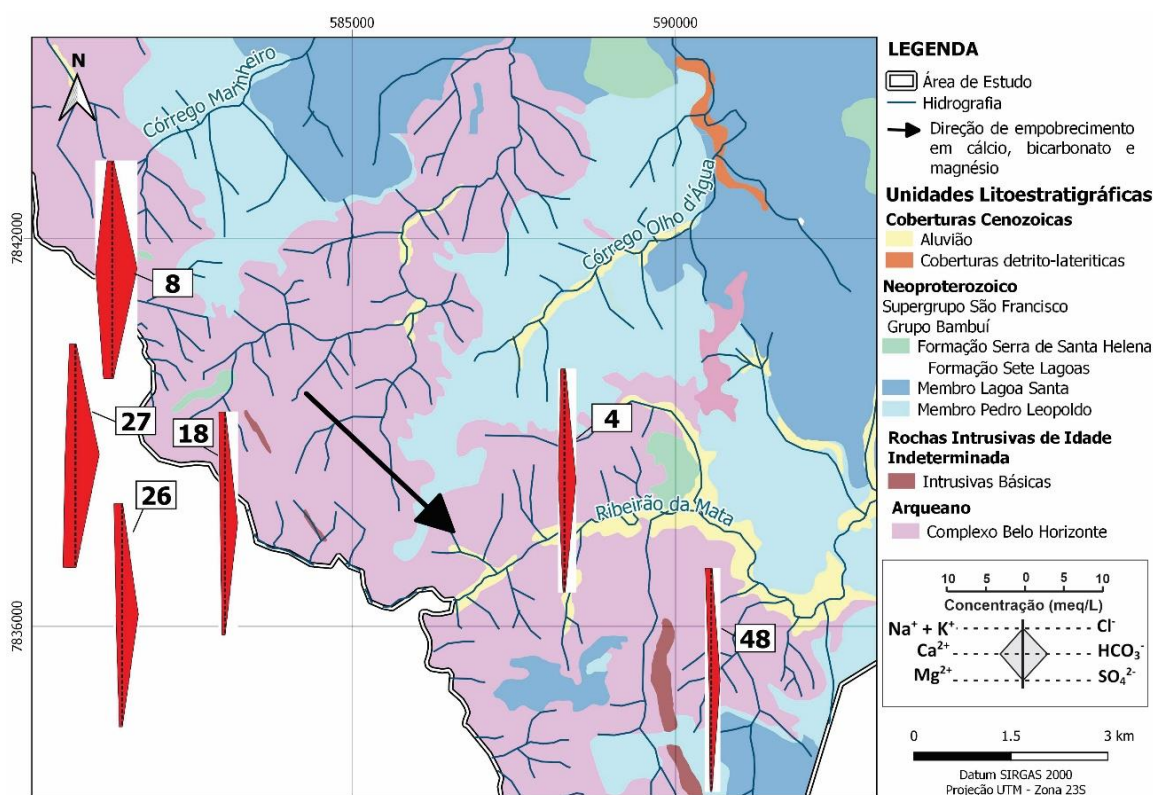 585000
590000
N
Córrego Marinheiro
Córrego Olho d'Água
7842000
8
27
18
4
26
Ribeirão da Mata
7836000
48
LEGENDA
Área de Estudo
Hidrografia
Direção de empobrecimento
em cálcio, bicarbonato e
magnésio
Unidades Litoestratigráficas
Coberturas Cenozoicas
Aluvião
Coberturas detrito-lateriticas
Neoproterozoico
Supergrupo São Francisco
Grupo Bambuí
Formação Serra de Santa Helena
Formação Sete Lagoas
Membro Lagoa Santa
Membro Pedro Leopoldo
Rochas Intrusivas de Idade
Indeterminada
Intrusivas Básicas
Arqueano
Complexo Belo Horizonte
10 5 0 5 10
Concentração (meq/L)
Na⁺ + K⁺ Cl⁻
Ca²⁺ HCO₃⁻
Mg²⁺ SO₄²⁻
0 1.5 3 km
Datum SIRGAS 2000
Projeção UTM - Zona 23S